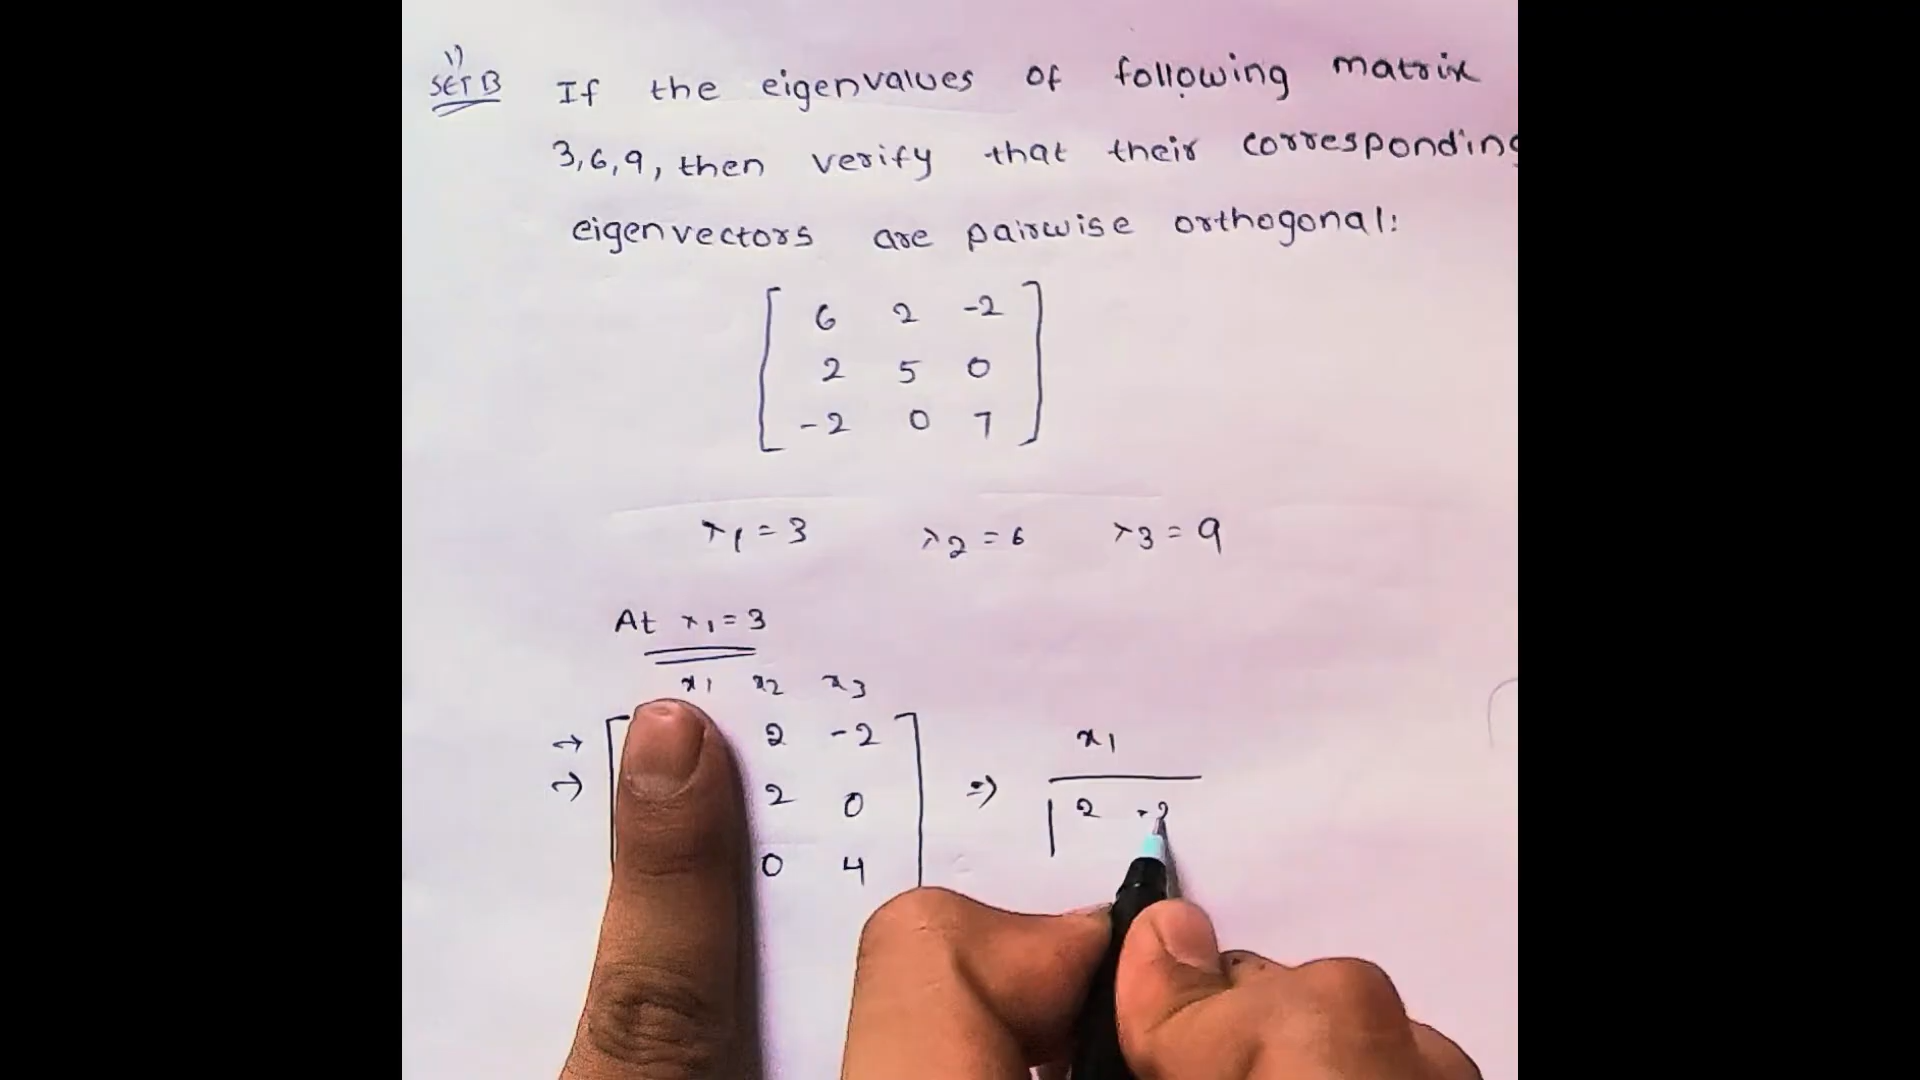 1)
SET B If the eigenvalues of following matrix
3,6,9, then verify that their corresponding
eigenvectors are pairwise orthogonal:
6 2 -2
2 5 0
-2 0 7
λ1 = 3 λ2 = 6 λ3 = 9
At λ1 = 3
x1 x2 x3
→ 2 -2
→ 2 0
0 4
⇒ x1
2 -2